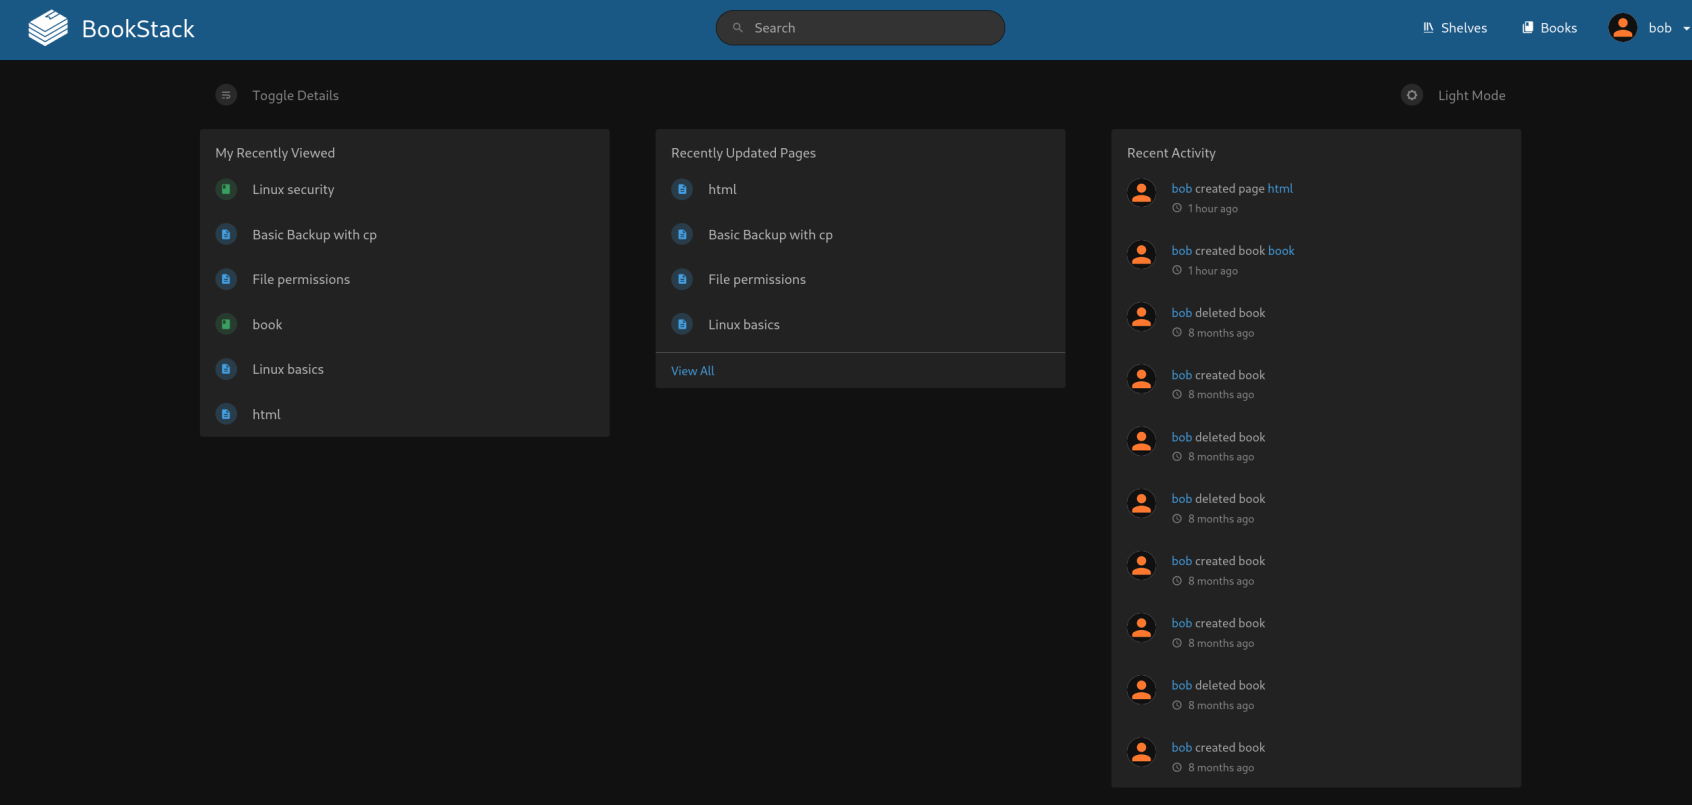 BookStack
Search
Shelves
Books
bob
Toggle Details
Light Mode
My Recently Viewed
Linux security
Basic Backup with cp
File permissions
book
Linux basics
html
Recently Updated Pages
html
Basic Backup with cp
File permissions
Linux basics
View All
Recent Activity
bob created page html
1 hour ago
bob created book book
1 hour ago
bob deleted book
8 months ago
bob created book
8 months ago
bob deleted book
8 months ago
bob deleted book
8 months ago
bob created book
8 months ago
bob created book
8 months ago
bob deleted book
8 months ago
bob created book
8 months ago